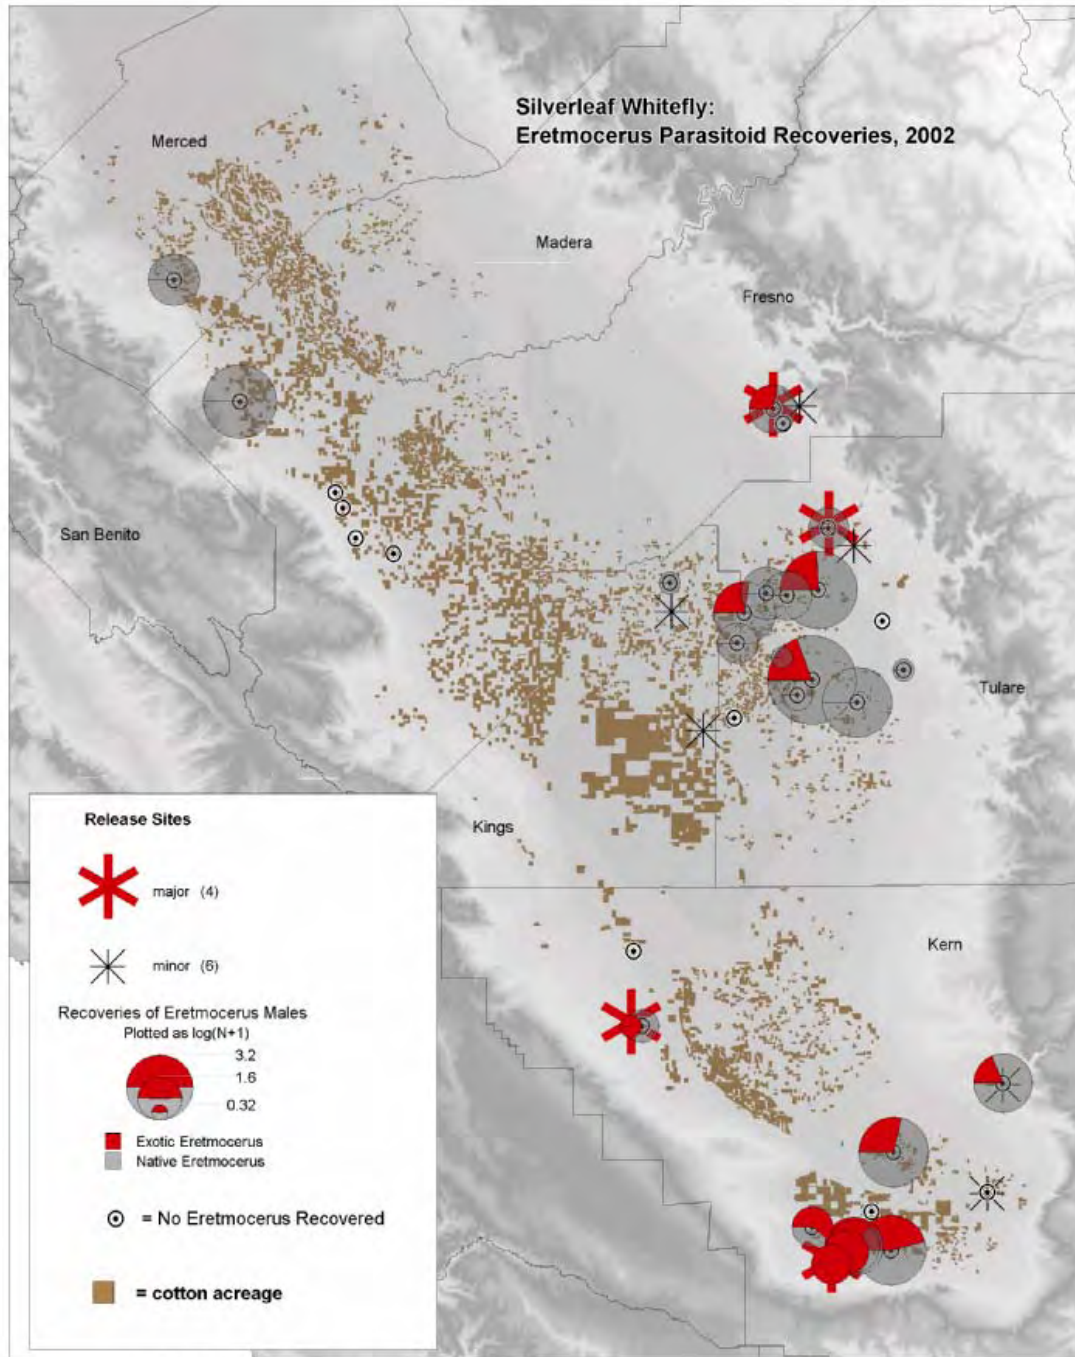 Silverleaf Whitefly:
Eretmocerus Parasitoid Recoveries, 2002
Merced
Madera
Fresno
San Benito
Tulare
Kings
Kern
Release Sites
major (4)
minor (6)
Recoveries of Eretmocerus Males
Plotted as log(N+1)
3.2
1.6
0.32
Exotic Eretmocerus
Native Eretmocerus
= No Eretmocerus Recovered
= cotton acreage